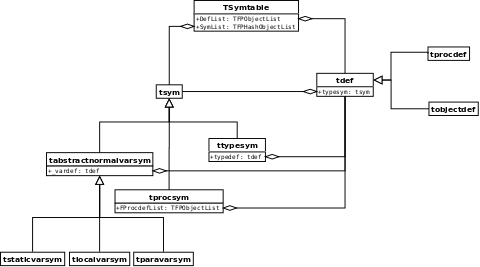 TSymtable
+DefList: TFPObjectList
+SymList: TFPHashObjectList
tprocdef
tdef
+typesym: tsym
tsym
tobjectdef
ttypesym
+typedef: tdef
tabstractnormalvarsym
+ vardef: tdef
tprocsym
+FProcdefList: TFPObjectList
tstaticvarsym
tlocalvarsym
tparavarsym